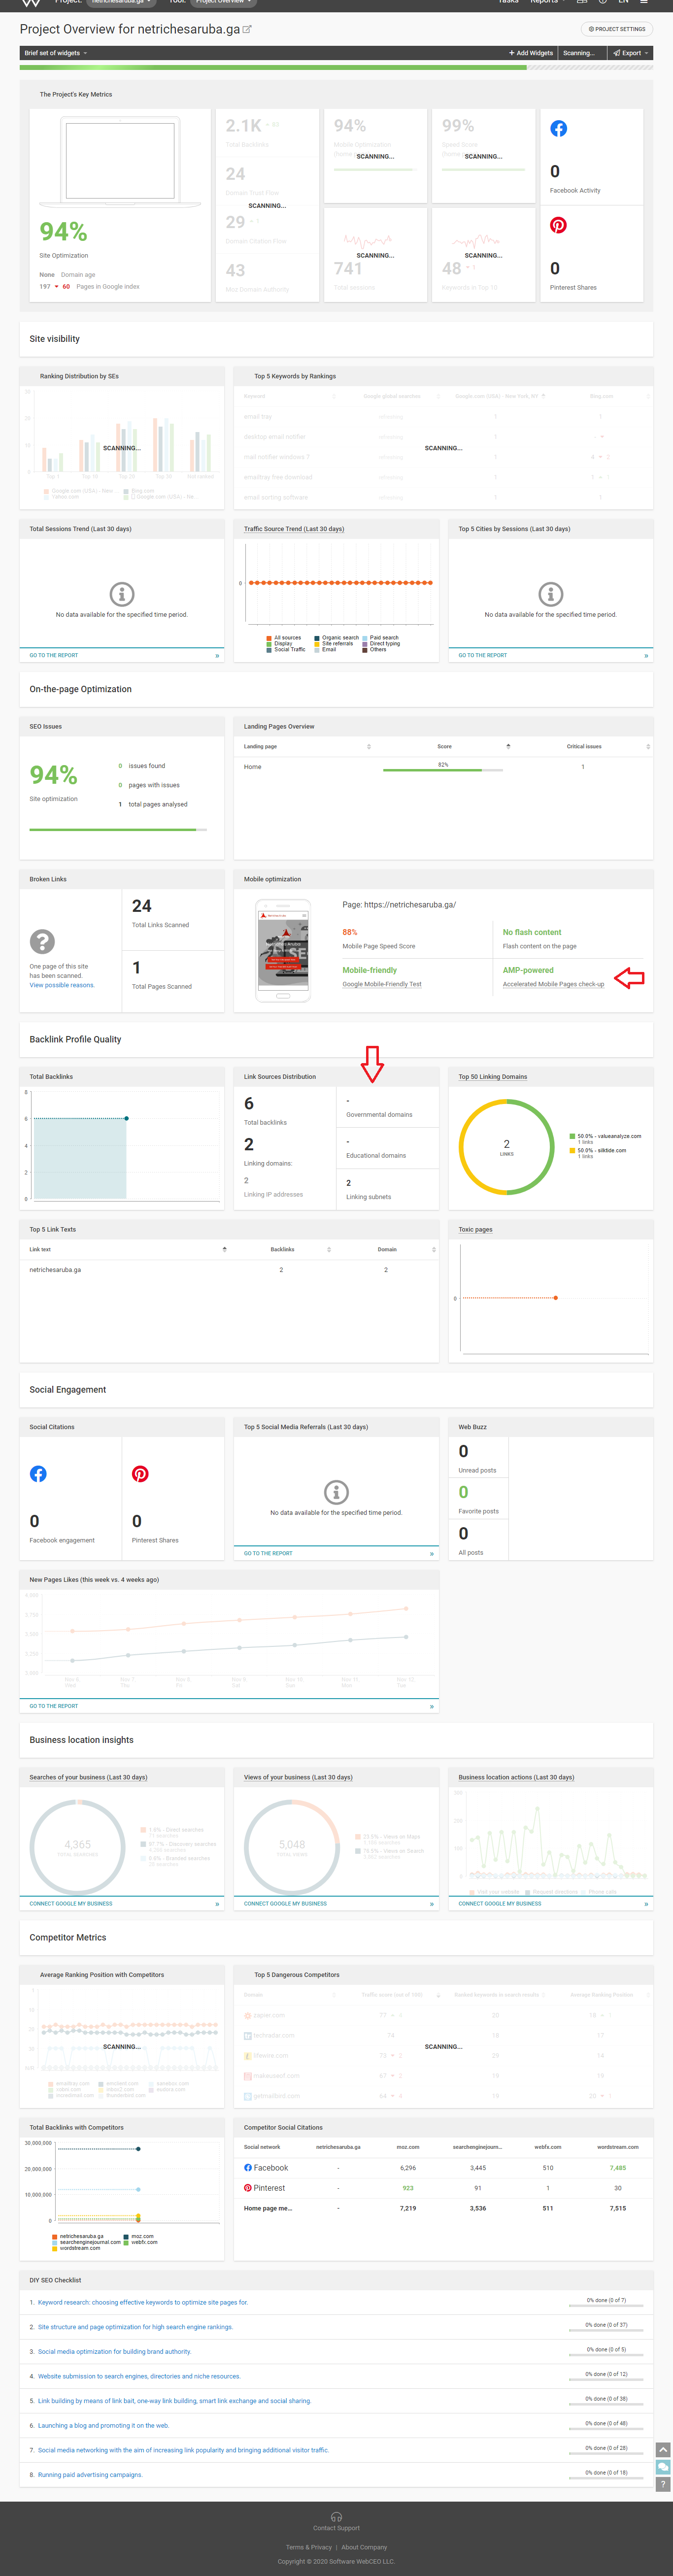 Project:
netrichesaruba.ga
Tool:
Project Overview
Tasks
Reports
EN
Project Overview for netrichesaruba.ga
PROJECT SETTINGS
Brief set of widgets
Add Widgets
Scanning...
Export
The Project's Key Metrics
94%
Site Optimization
None Domain age
197 60 Pages in Google index
2.1K
Total Backlinks
24
Domain Trust Flow
SCANNING...
29
Domain Citation Flow
43
Moz Domain Authority
94%
Mobile Optimization
SCANNING...
99%
Speed Score
SCANNING...
SCANNING...
741
Total sessions
SCANNING...
48
Keywords in Top 10
0
Facebook Activity
0
Pinterest Shares
Site visibility
Ranking Distribution by SEs
SCANNING...
Top 5 Keywords by Rankings
Keyword
Google global searches
Google.com (USA) - New York, NY
Bing.com
email tray
desktop email notifier
mail notifier windows 7
emailtray free download
email sorting software
SCANNING...
Total Sessions Trend (Last 30 days)
No data available for the specified time period.
GO TO THE REPORT
Traffic Source Trend (Last 30 days)
0
All sources
Organic search
Paid search
Display
Site referrals
Direct typing
Social Traffic
Email
Others
Top 5 Cities by Sessions (Last 30 days)
No data available for the specified time period.
GO TO THE REPORT
On-the-page Optimization
SEO Issues
94%
Site optimization
0 issues found
0 pages with issues
1 total pages analysed
Landing Pages Overview
Landing page
Score
Critical issues
Home
82%
1
Broken Links
One page of this site
has been scanned.
View possible reasons.
24
Total Links Scanned
1
Total Pages Scanned
Mobile optimization
Page: https://netrichesaruba.ga/
88%
Mobile Page Speed Score
No flash content
Flash content on the page
Mobile-friendly
Google Mobile-Friendly Test
AMP-powered
Accelerated Mobile Pages check-up
Backlink Profile Quality
Total Backlinks
8
6
4
2
0
Link Sources Distribution
6
Total backlinks
2
Linking domains:
2
Linking IP addresses
-
Governmental domains
-
Educational domains
2
Linking subnets
Top 50 Linking Domains
2
LINKS
50.0% - valueanalyze.com
1 links
50.0% - silktide.com
1 links
Top 5 Link Texts
Link text
Backlinks
Domain
netrichesaruba.ga
2
2
Toxic pages
0
Social Engagement
Social Citations
0
Facebook engagement
0
Pinterest Shares
Top 5 Social Media Referrals (Last 30 days)
No data available for the specified time period.
GO TO THE REPORT
Web Buzz
0
Unread posts
0
Favorite posts
0
All posts
New Pages Likes (this week vs. 4 weeks ago)
GO TO THE REPORT
Business location insights
Searches of your business (Last 30 days)
4,365
CONNECT GOOGLE MY BUSINESS
Views of your business (Last 30 days)
5,048
CONNECT GOOGLE MY BUSINESS
Business location actions (Last 30 days)
CONNECT GOOGLE MY BUSINESS
Competitor Metrics
Average Ranking Position with Competitors
SCANNING...
Top 5 Dangerous Competitors
SCANNING...
Total Backlinks with Competitors
30,000,000
20,000,000
10,000,000
0
netrichesaruba.ga
moz.com
searchenginejournal.com
webfx.com
wordstream.com
Competitor Social Citations
Social network
netrichesaruba.ga
moz.com
searchenginejourn...
webfx.com
wordstream.com
Facebook - 6,296 3,445 510 7,485
Pinterest - 923 91 1 30
Home page me... - 7,219 3,536 511 7,515
DIY SEO Checklist
1. Keyword research: choosing effective keywords to optimize site pages for.
0% done (0 of 7)
2. Site structure and page optimization for high search engine rankings.
0% done (0 of 37)
3. Social media optimization for building brand authority.
0% done (0 of 5)
4. Website submission to search engines, directories and niche resources.
0% done (0 of 12)
5. Link building by means of link bait, one-way link building, smart link exchange and social sharing.
0% done (0 of 38)
6. Launching a blog and promoting it on the web.
0% done (0 of 48)
7. Social media networking with the aim of increasing link popularity and bringing additional visitor traffic.
0% done (0 of 28)
8. Running paid advertising campaigns.
0% done (0 of 18)
Contact Support
Terms & Privacy | About Company
Copyright © 2020 Software WebCEO LLC.